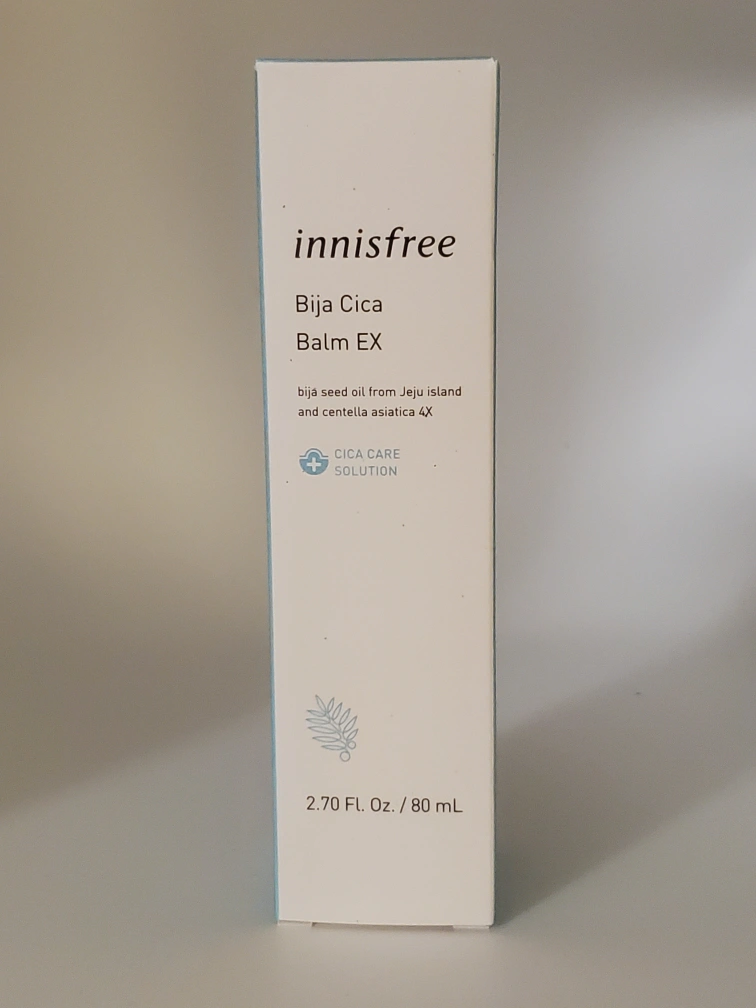 innisfree
Bija Cica
Balm EX
bija seed oil from Jeju island
and centella asiatica 4X
CICA CARE
SOLUTION
2.70 Fl. Oz. / 80 mL